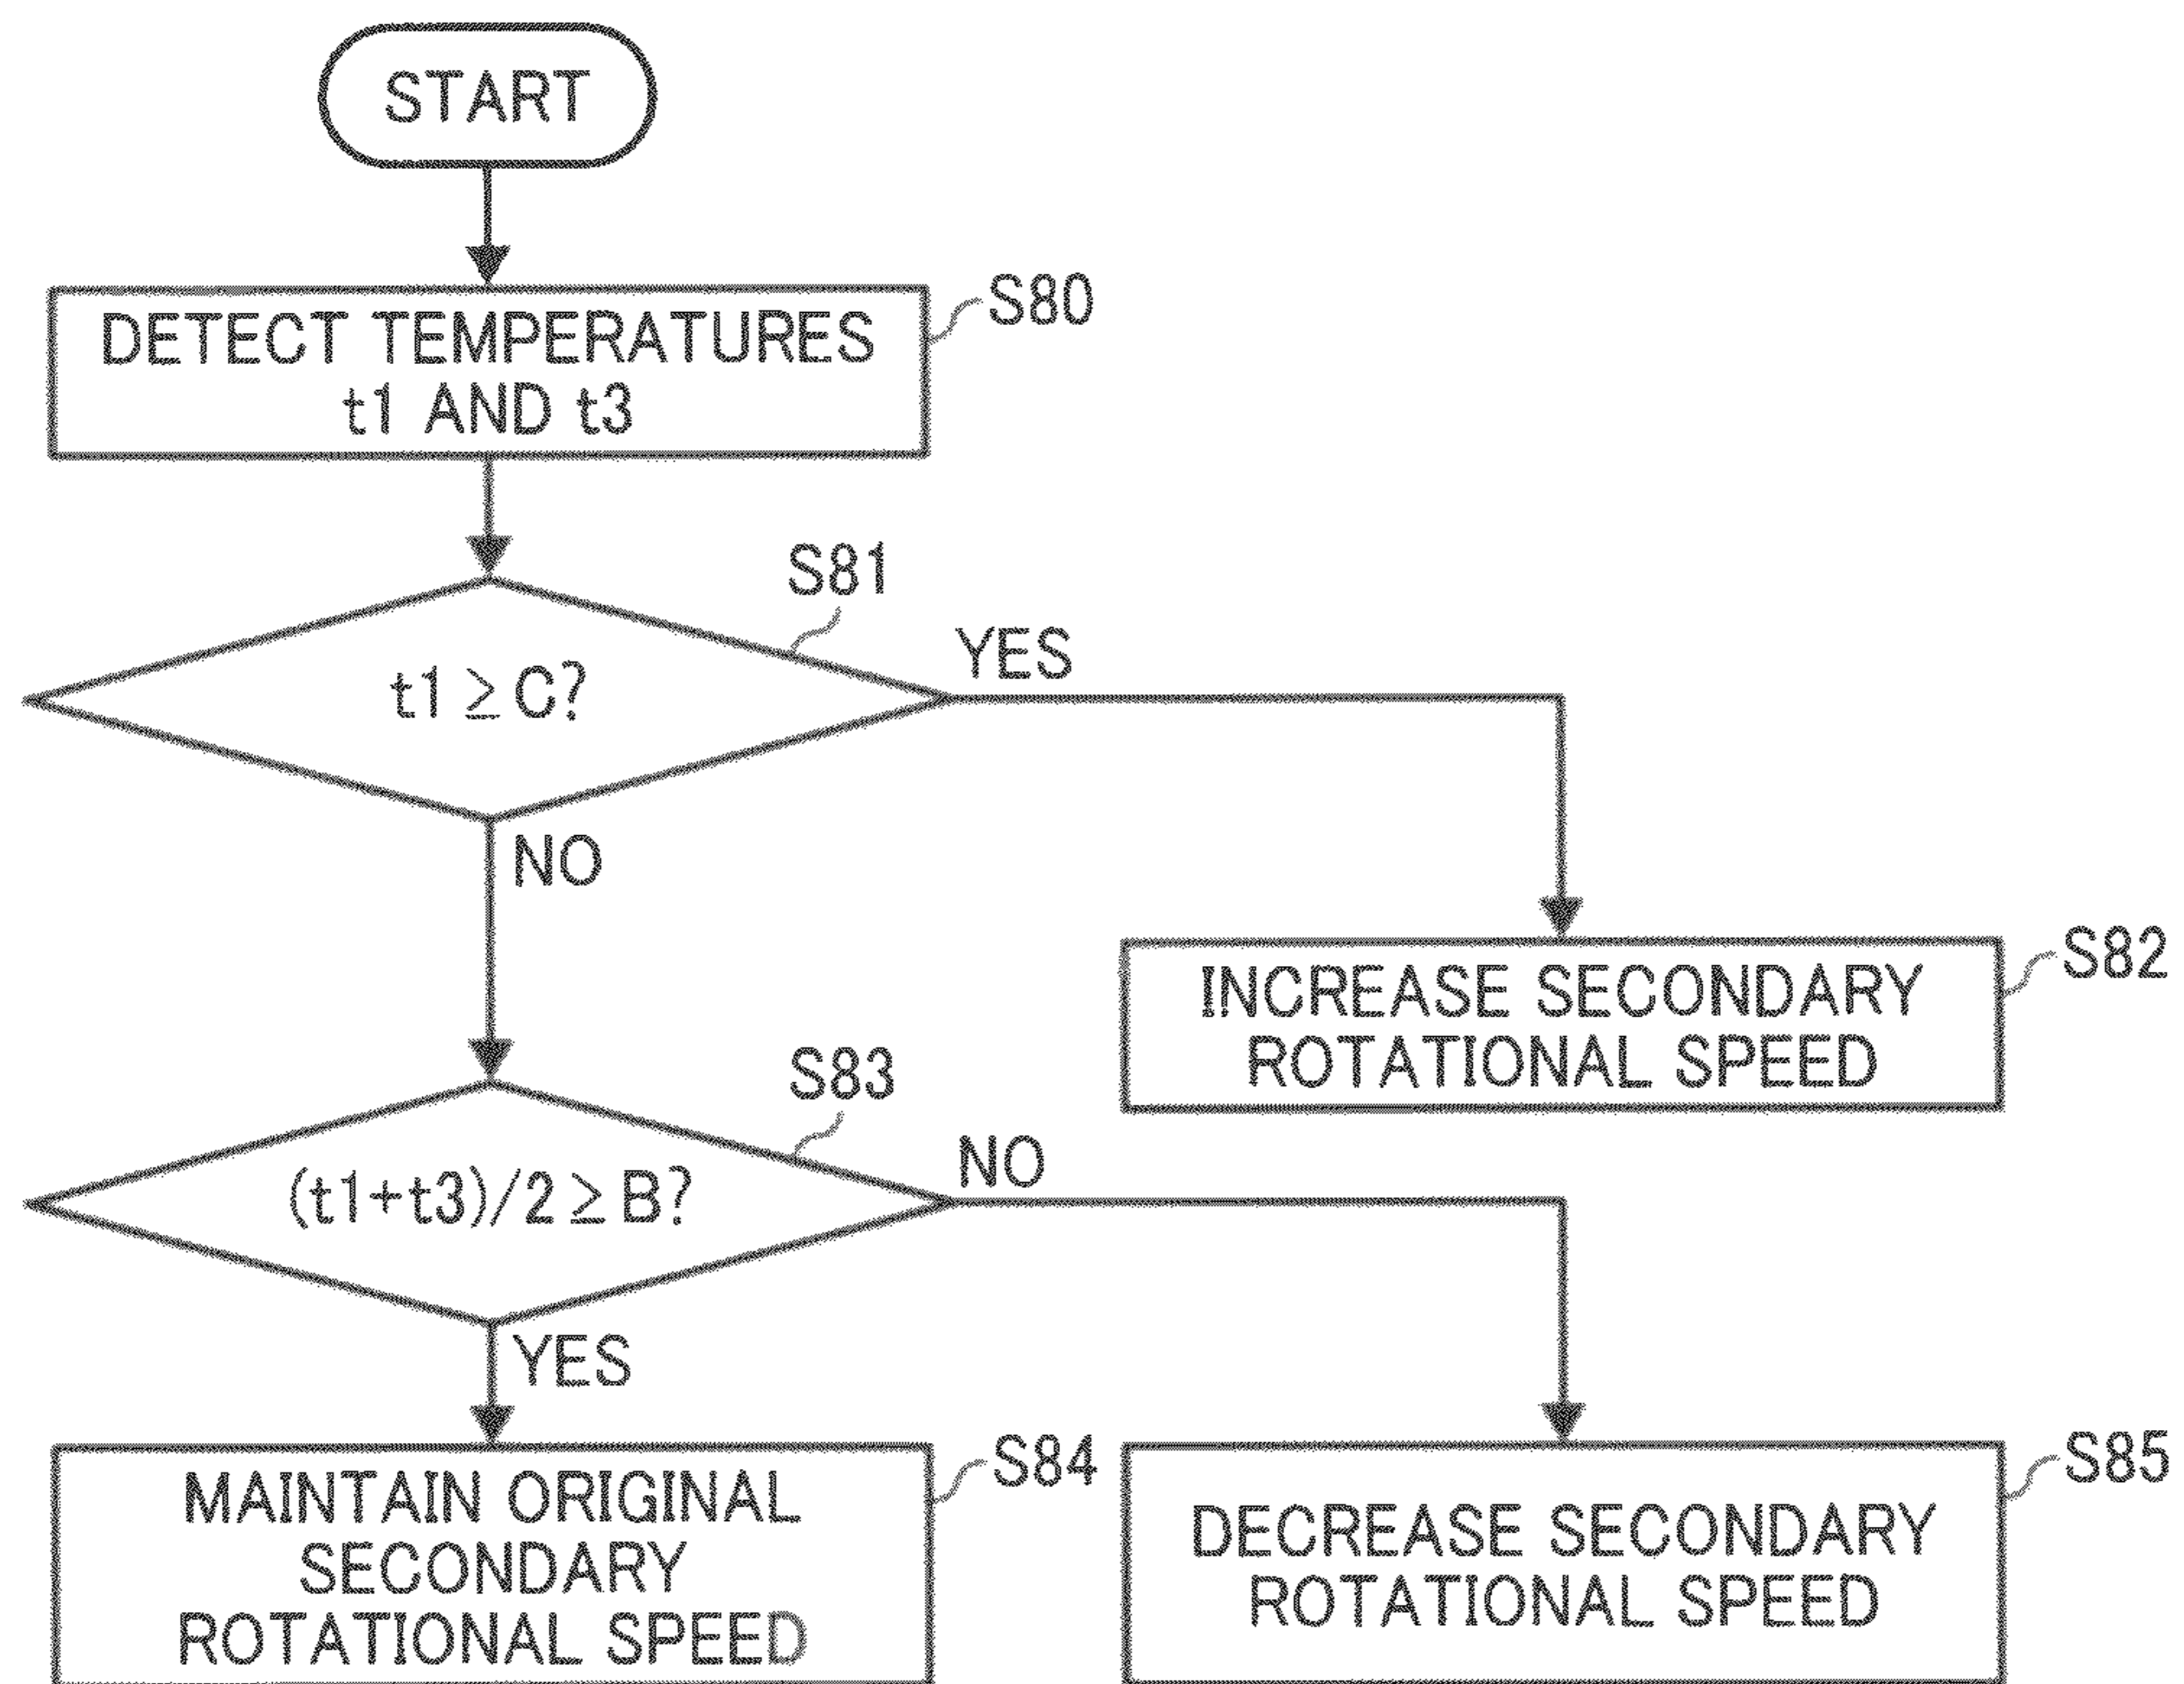 START
DETECT TEMPERATURES
t1 AND t3
S80
S81
t1 ≥ C?
YES
NO
INCREASE SECONDARY
ROTATIONAL SPEED
S82
S83
(t1+t3)/2 ≥ B?
NO
YES
MAINTAIN ORIGINAL
SECONDARY
ROTATIONAL SPEED
S84
DECREASE SECONDARY
ROTATIONAL SPEED
S85